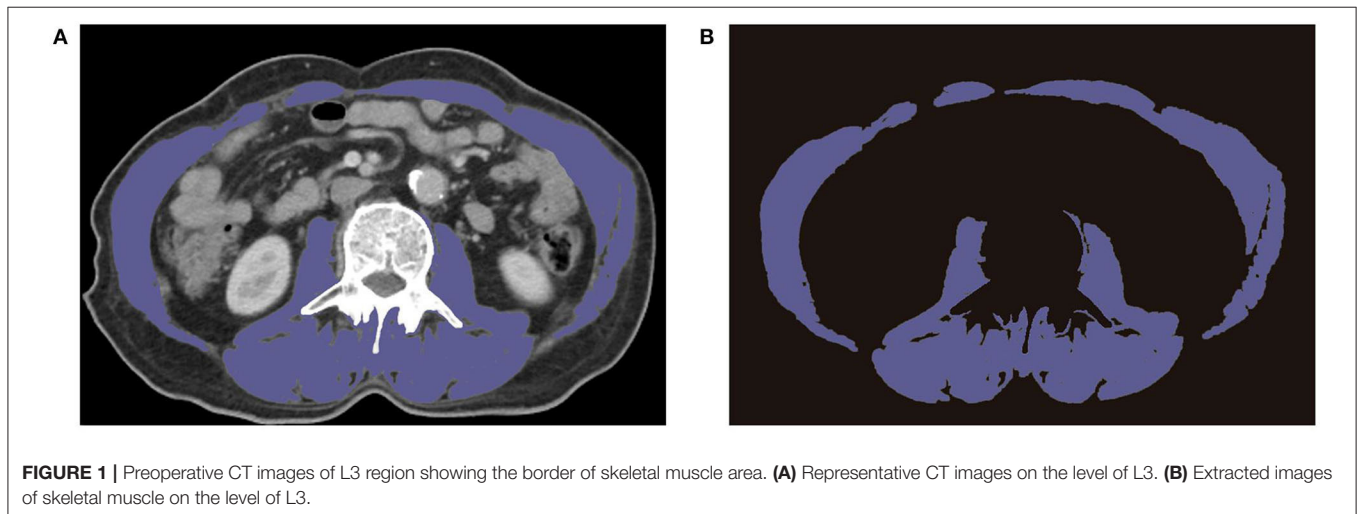 A
B
FIGURE 1 | Preoperative CT images of L3 region showing the border of skeletal muscle area. (A) Representative CT images on the level of L3. (B) Extracted images
of skeletal muscle on the level of L3.